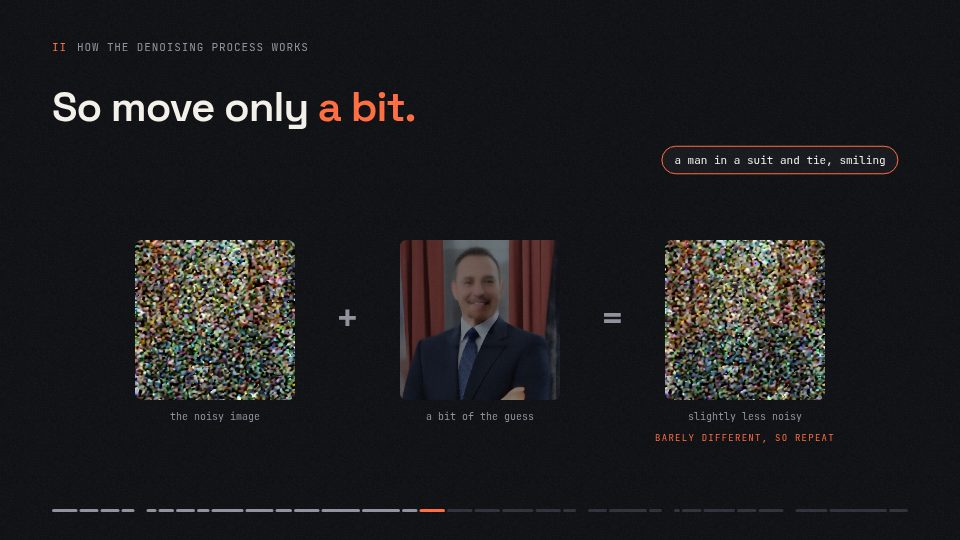 II HOW THE DENOISING PROCESS WORKS
So move only a bit.
a man in a suit and tie, smiling
+
=
the noisy image
a bit of the guess
slightly less noisy
BARELY DIFFERENT, SO REPEAT